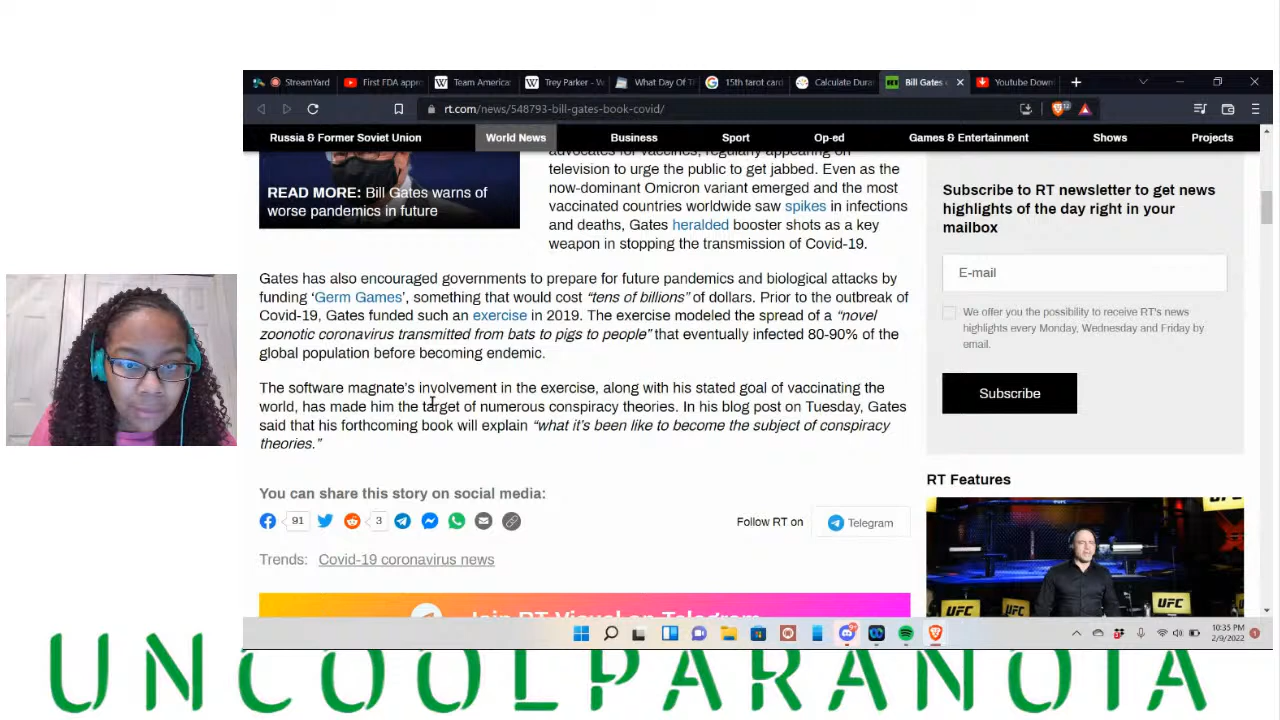 StreamYard
First FDA appr
Team America:
Trey Parker - W
What Day Of Th
15th tarot card
Calculate Dura
Bill Gates
Youtube Down
rt.com/news/548793-bill-gates-book-covid/
Russia & Former Soviet Union
World News
Business
Sport
Op-ed
Games & Entertainment
Shows
Projects
READ MORE: Bill Gates warns of
worse pandemics in future
advocates for vaccines, regularly appearing on
television to urge the public to get jabbed. Even as the
now-dominant Omicron variant emerged and the most
vaccinated countries worldwide saw spikes in infections
and deaths, Gates heralded booster shots as a key
weapon in stopping the transmission of Covid-19.
Gates has also encouraged governments to prepare for future pandemics and biological attacks by
funding ‘Germ Games’, something that would cost “tens of billions” of dollars. Prior to the outbreak of
Covid-19, Gates funded such an exercise in 2019. The exercise modeled the spread of a “novel
zoonotic coronavirus transmitted from bats to pigs to people” that eventually infected 80-90% of the
global population before becoming endemic.
The software magnate’s involvement in the exercise, along with his stated goal of vaccinating the
world, has made him the target of numerous conspiracy theories. In his blog post on Tuesday, Gates
said that his forthcoming book will explain “what it’s been like to become the subject of conspiracy
theories.”
You can share this story on social media:
91
3
Follow RT on
Telegram
Trends: Covid-19 coronavirus news
Join RT Visual on Telegram
Subscribe to RT newsletter to get news
highlights of the day right in your
mailbox
E-mail
We offer you the possibility to receive RT's news
highlights every Monday, Wednesday and Friday by
email.
Subscribe
RT Features
UFC
UFC
UFC
10:35 PM
2/9/2022
UNCOOLPARANOIA